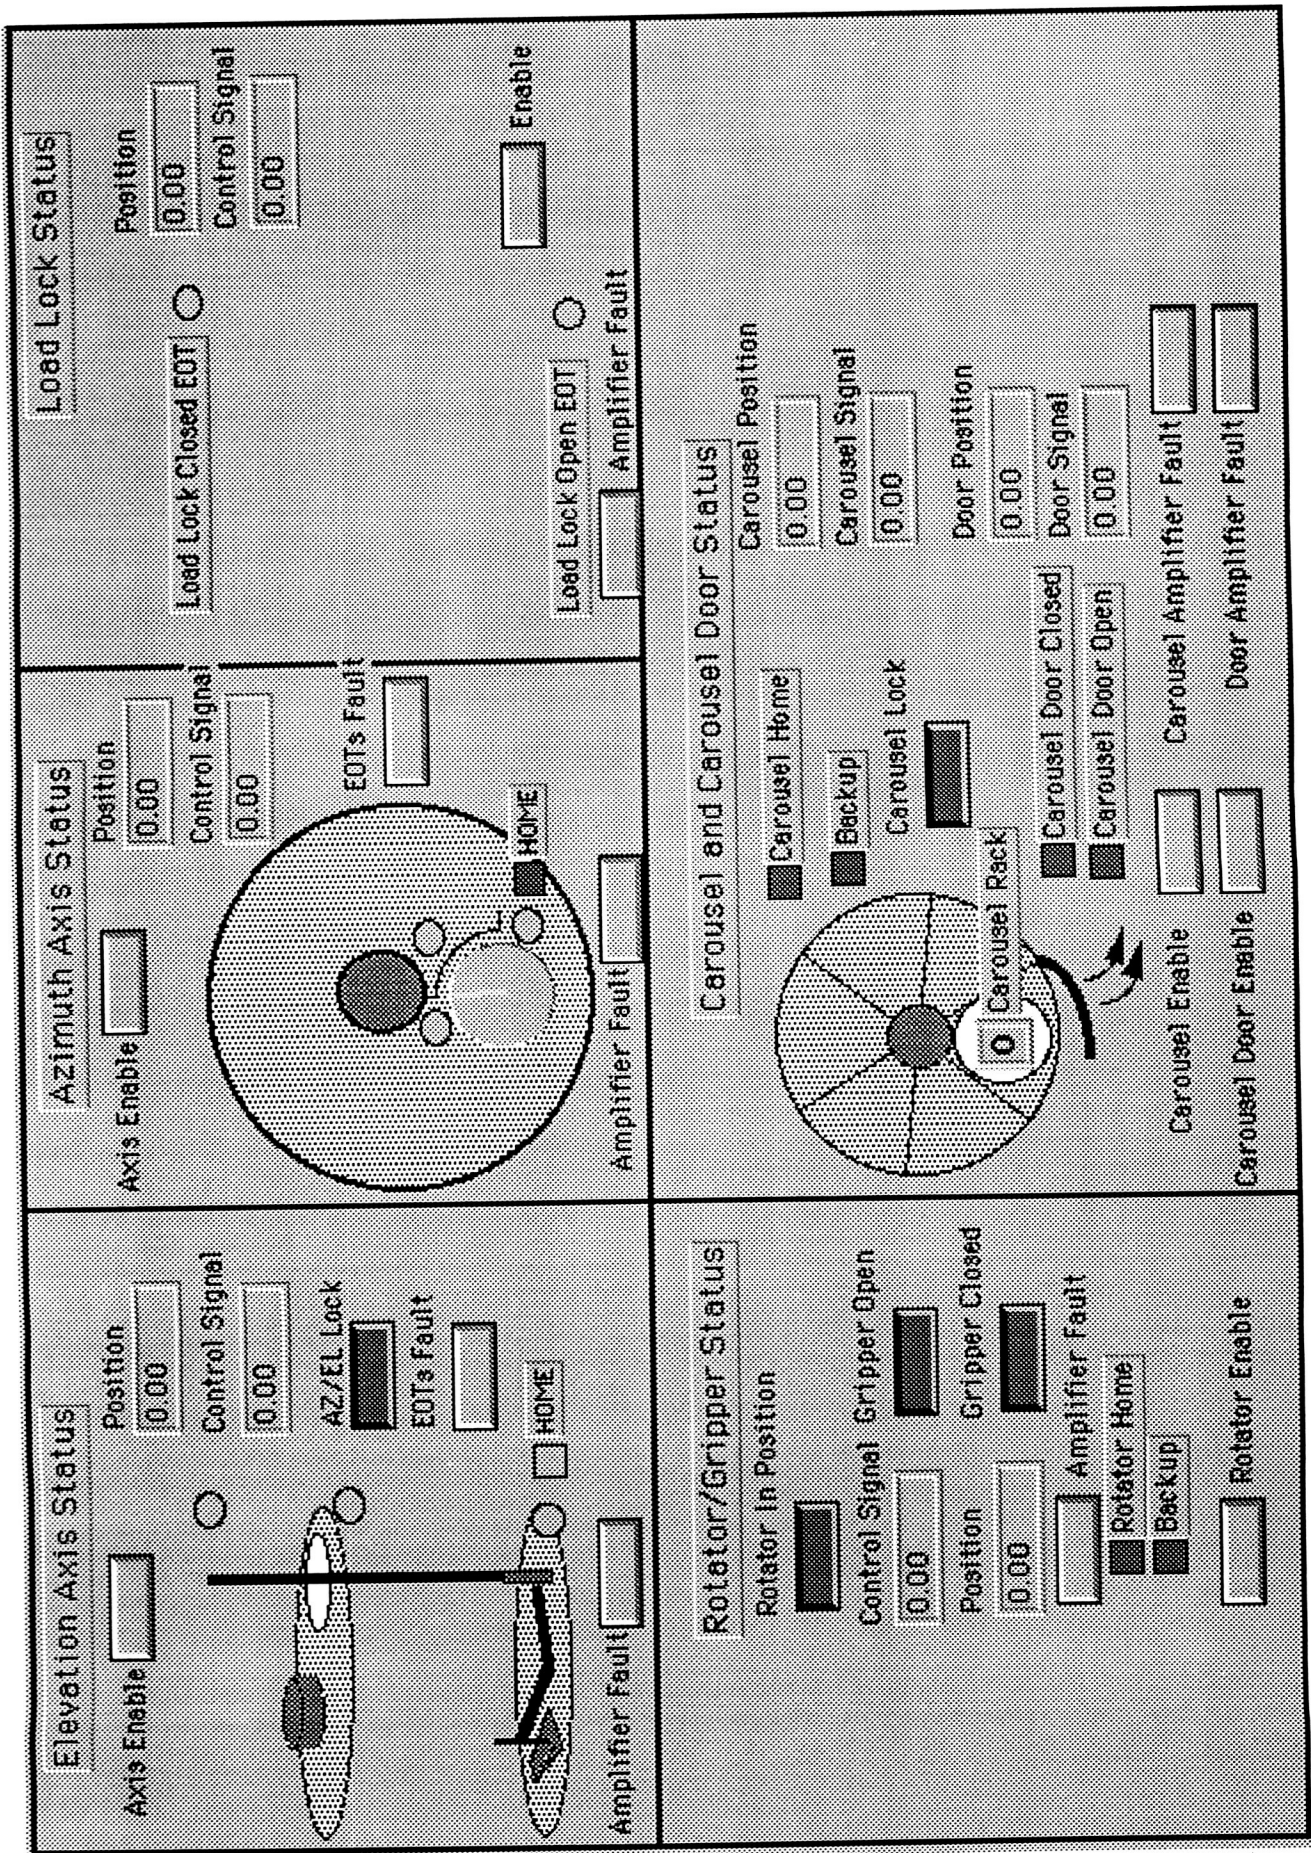 Elevation Axis Status
Axis Enable
Position
0.00
Control Signal
0.00
AZ/EL Lock
EOTs Fault
HOME
Amplifier Fault
Azimuth Axis Status
Axis Enable
Position
0.00
Control Signal
0.00
EOTs Fault
HOME
Amplifier Fault
Load Lock Status
Position
0.00
Load Lock Closed EOT
Control Signal
0.00
Load Lock Open EOT
Enable
Amplifier Fault
Rotator/Gripper Status
Rotator In Position
Control Signal
0.00
Gripper Open
Position
0.00
Gripper Closed
Amplifier Fault
Rotator Home
Backup
Rotator Enable
Carousel and Carousel Door Status
Carousel Home
Carousel Position
0.00
Backup
Carousel Signal
0.00
Carousel Lock
0
Carousel Rack
Door Position
0.00
Carousel Door Closed
Door Signal
0.00
Carousel Door Open
Carousel Enable
Carousel Amplifier Fault
Carousel Door Enable
Door Amplifier Fault